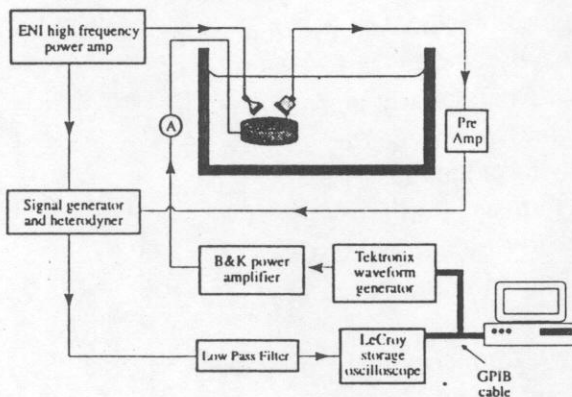 ENI high frequency
power amp
A
Pre
Amp
Signal generator
and heterodyner
B&K power
amplifier
Tektronix
waveform
generator
Low Pass Filter
LeCroy
storage
oscilloscope
GPIB
cable